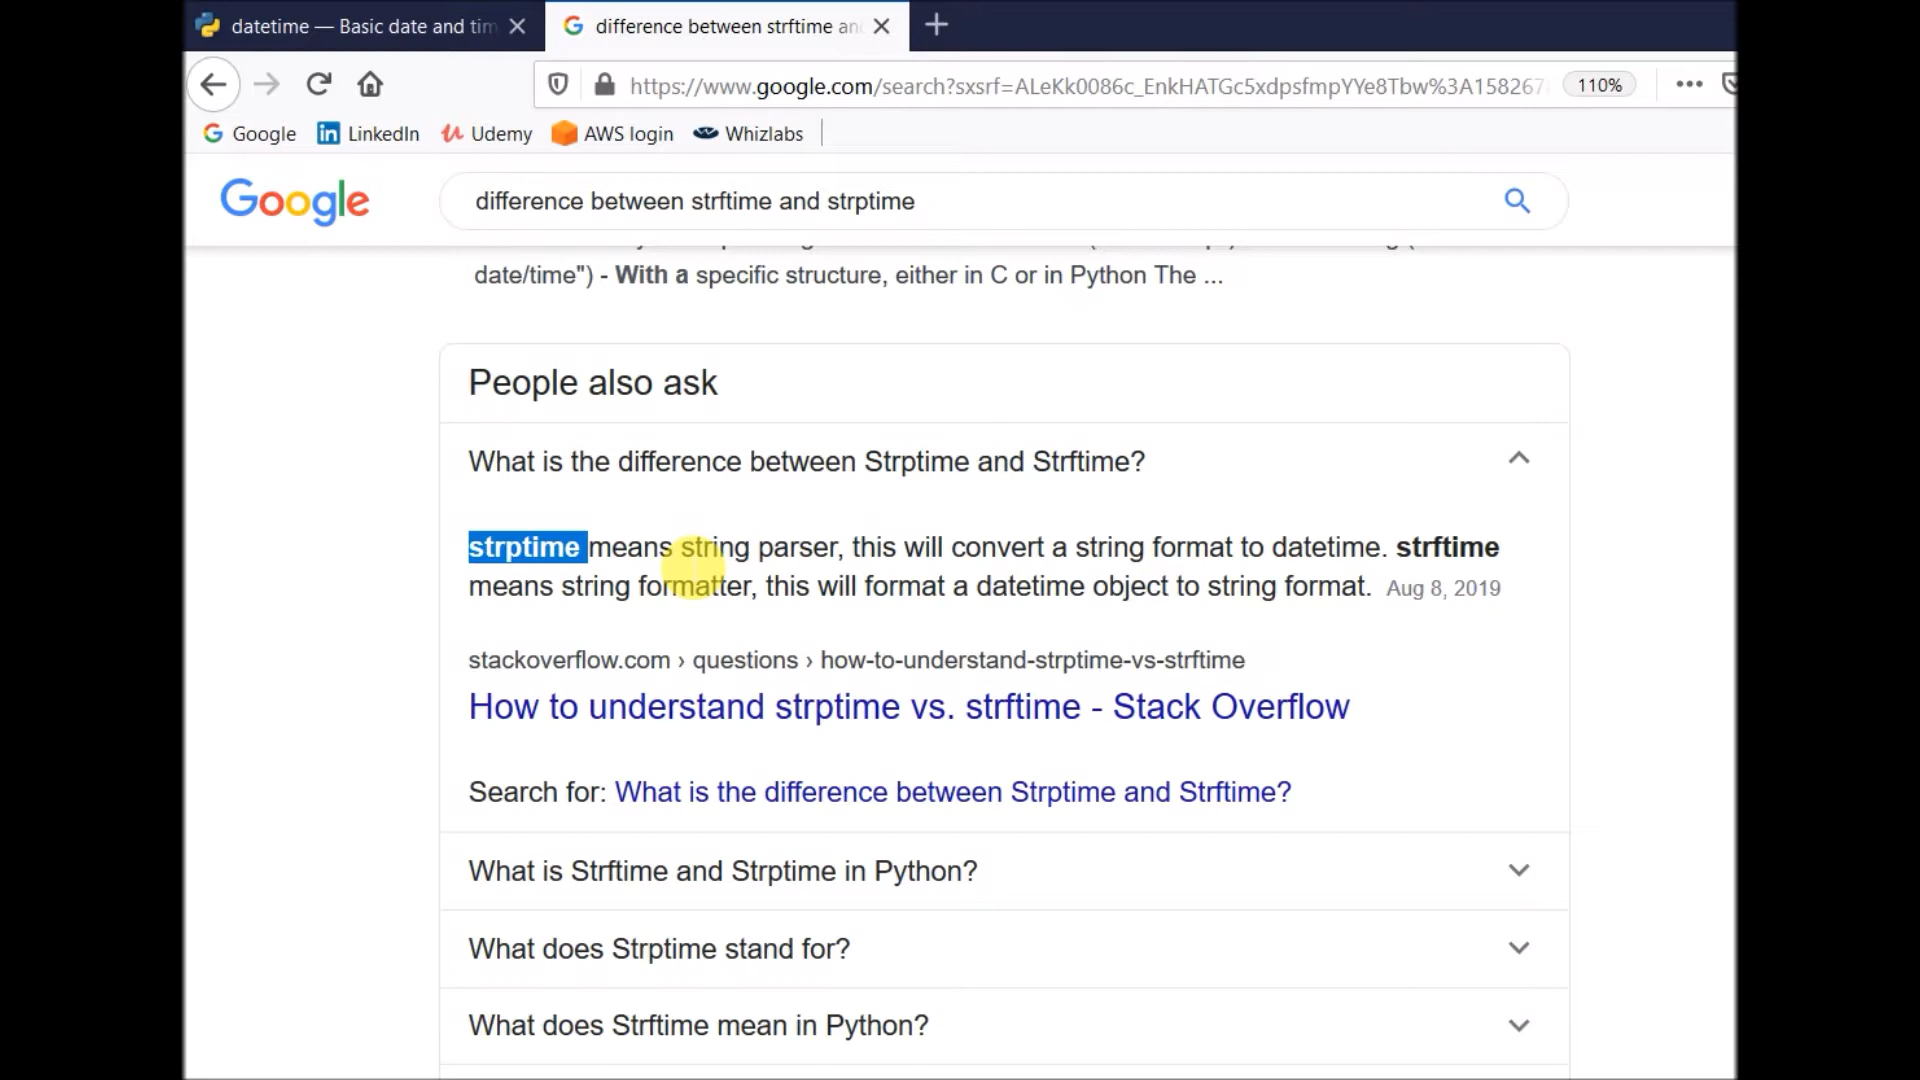 datetime — Basic date and tim
difference between strftime an
https://www.google.com/search?sxsrf=ALeKk0086c_EnkHATGc5xdpsfmpYYe8Tbw%3A158267
110%
Google
LinkedIn
Udemy
AWS login
Whizlabs
Google
difference between strftime and strptime
date/time") - With a specific structure, either in C or in Python The ...
People also ask
What is the difference between Strptime and Strftime?
strptime means string parser, this will convert a string format to datetime. strftime
means string formatter, this will format a datetime object to string format. Aug 8, 2019
stackoverflow.com › questions › how-to-understand-strptime-vs-strftime
How to understand strptime vs. strftime - Stack Overflow
Search for: What is the difference between Strptime and Strftime?
What is Strftime and Strptime in Python?
What does Strptime stand for?
What does Strftime mean in Python?